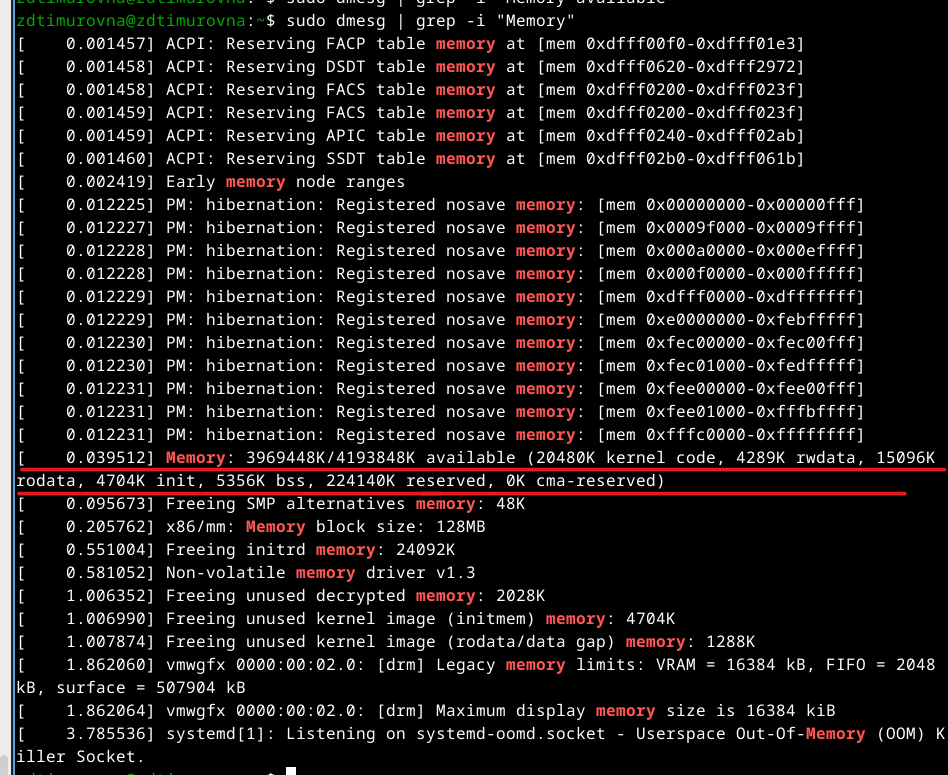 zdtimurovna@zdtimurovna:~$ sudo dmesg | grep -i "Memory available"
zdtimurovna@zdtimurovna:~$ sudo dmesg | grep -i "Memory"
[    0.001457] ACPI: Reserving FACP table memory at [mem 0xdfff00f0-0xdfff01e3]
[    0.001458] ACPI: Reserving DSDT table memory at [mem 0xdfff0620-0xdfff2972]
[    0.001458] ACPI: Reserving FACS table memory at [mem 0xdfff0200-0xdfff023f]
[    0.001459] ACPI: Reserving FACS table memory at [mem 0xdfff0200-0xdfff023f]
[    0.001459] ACPI: Reserving APIC table memory at [mem 0xdfff0240-0xdfff02ab]
[    0.001460] ACPI: Reserving SSDT table memory at [mem 0xdfff02b0-0xdfff061b]
[    0.002419] Early memory node ranges
[    0.012225] PM: hibernation: Registered nosave memory: [mem 0x00000000-0x00000fff]
[    0.012227] PM: hibernation: Registered nosave memory: [mem 0x0009f000-0x0009ffff]
[    0.012228] PM: hibernation: Registered nosave memory: [mem 0x000a0000-0x000effff]
[    0.012228] PM: hibernation: Registered nosave memory: [mem 0x000f0000-0x000fffff]
[    0.012229] PM: hibernation: Registered nosave memory: [mem 0xdfff0000-0xdfffffff]
[    0.012229] PM: hibernation: Registered nosave memory: [mem 0xe0000000-0xfebfffff]
[    0.012230] PM: hibernation: Registered nosave memory: [mem 0xfec00000-0xfec00fff]
[    0.012230] PM: hibernation: Registered nosave memory: [mem 0xfec01000-0xfedfffff]
[    0.012231] PM: hibernation: Registered nosave memory: [mem 0xfee00000-0xfee00fff]
[    0.012231] PM: hibernation: Registered nosave memory: [mem 0xfee01000-0xfffbffff]
[    0.012231] PM: hibernation: Registered nosave memory: [mem 0xfffc0000-0xffffffff]
[    0.039512] Memory: 3969448K/4193848K available (20480K kernel code, 4289K rwdata, 15096K
rodata, 4704K init, 5356K bss, 224140K reserved, 0K cma-reserved)
[    0.095673] Freeing SMP alternatives memory: 48K
[    0.205762] x86/mm: Memory block size: 128MB
[    0.551004] Freeing initrd memory: 24092K
[    0.581052] Non-volatile memory driver v1.3
[    1.006352] Freeing unused decrypted memory: 2028K
[    1.006990] Freeing unused kernel image (initmem) memory: 4704K
[    1.007874] Freeing unused kernel image (rodata/data gap) memory: 1288K
[    1.862060] vmwgfx 0000:00:02.0: [drm] Legacy memory limits: VRAM = 16384 kB, FIFO = 2048
kB, surface = 507904 kB
[    1.862064] vmwgfx 0000:00:02.0: [drm] Maximum display memory size is 16384 kiB
[    3.785536] systemd[1]: Listening on systemd-oomd.socket - Userspace Out-Of-Memory (OOM) K
iller Socket.
zdtimurovna@zdtimurovna:~$